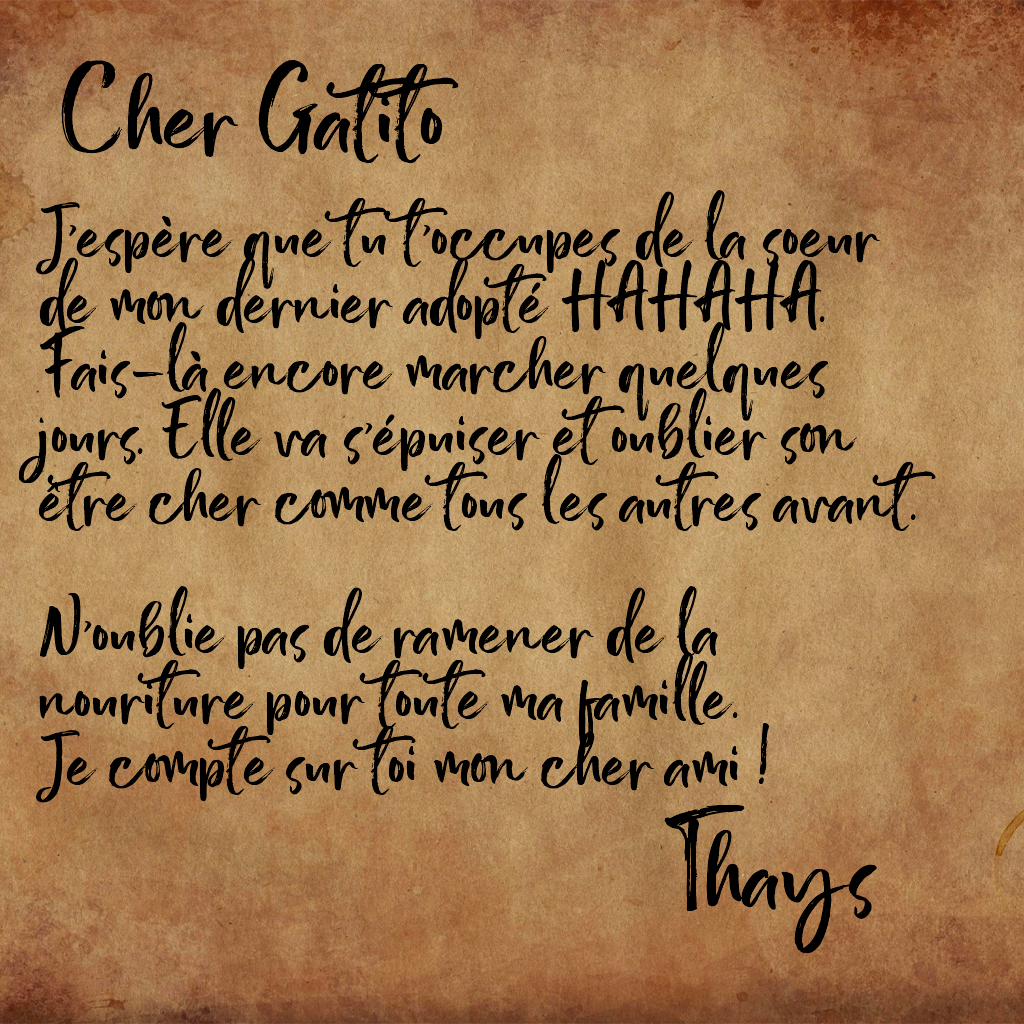 Cher Gatito
J'espère que tu t'occupes de la soeur
de mon dernier adopté HAHAHA.
Fais-là encore marcher quelques
jours. Elle va s'épuiser et oublier son
être cher comme tous les autres avant.
N'oublie pas de ramener de la
nouriture pour toute ma famille.
Je compte sur toi mon cher ami !
Thays